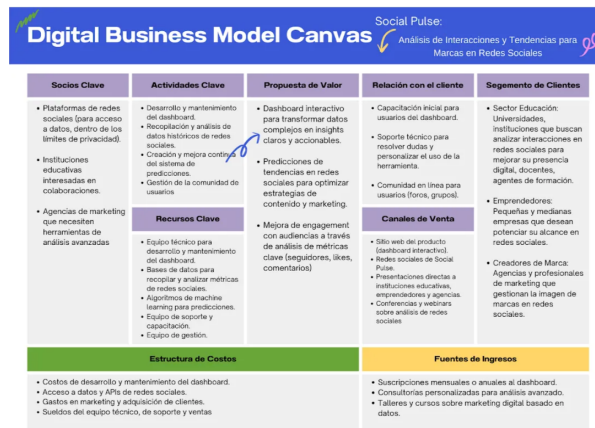 Digital Business Model Canvas
Social Pulse:
Análisis de Interacciones y Tendencias para
Marcas en Redes Sociales
Socios Clave
• Plataformas de redes
sociales (para acceso
a datos, dentro de los
límites de privacidad).
• Instituciones
educativas
interesadas en
colaboraciones.
• Agencias de marketing
que necesiten
herramientas de
análisis avanzadas
Actividades Clave
• Desarrollo y mantenimiento
del dashboard.
• Recopilación y análisis de
datos históricos de redes
sociales.
• Creación y mejora continua
del sistema de
predicciones.
• Gestión de la comunidad de
usuarios
Recursos Clave
• Equipo técnico para
desarrollo y mantenimiento
del dashboard.
• Bases de datos para
recopilar y analizar métricas
de redes sociales.
• Algoritmos de machine
learning para predicciones.
• Equipo de soporte y
capacitación.
• Equipo de gestión.
Propuesta de Valor
• Dashboard interactivo
para transformar datos
complejos en insights
claros y accionables.
• Predicciones de
tendencias en redes
sociales para optimizar
estrategias de
contenido y marketing.
• Mejora de engagement
con audiencias a través
de análisis de métricas
clave (seguidores, likes,
comentarios)
Relación con el cliente
• Capacitación inicial para
usuarios del dashboard.
• Soporte técnico para
resolver dudas y
personalizar el uso de la
herramienta.
• Comunidad en línea para
usuarios (foros, grupos).
Canales de Venta
• Sitio web del producto
(dashboard interactivo).
• Redes sociales de Social
Pulse.
• Presentaciones directas a
instituciones educativas,
emprendedores y agencias.
• Conferencias y webinars
sobre análisis de redes
sociales
Segemento de Clientes
• Sector Educación:
Universidades,
instituciones que buscan
analizar interacciones en
redes sociales para
mejorar su presencia
digital, docentes,
agentes de formación.
• Emprendedores:
Pequeñas y medianas
empresas que desean
potenciar su alcance en
redes sociales.
• Creadores de Marca:
Agencias y profesionales
de marketing que
gestionan la imagen de
marcas en redes
sociales.
Estructura de Costos
• Costos de desarrollo y mantenimiento del dashboard.
• Acceso a datos y APIs de redes sociales.
• Gastos en marketing y adquisición de clientes.
• Sueldos del equipo técnico, de soporte y ventas
Fuentes de Ingresos
• Suscripciones mensuales o anuales al dashboard.
• Consultorías personalizadas para análisis avanzado.
• Talleres y cursos sobre marketing digital basado en
datos.